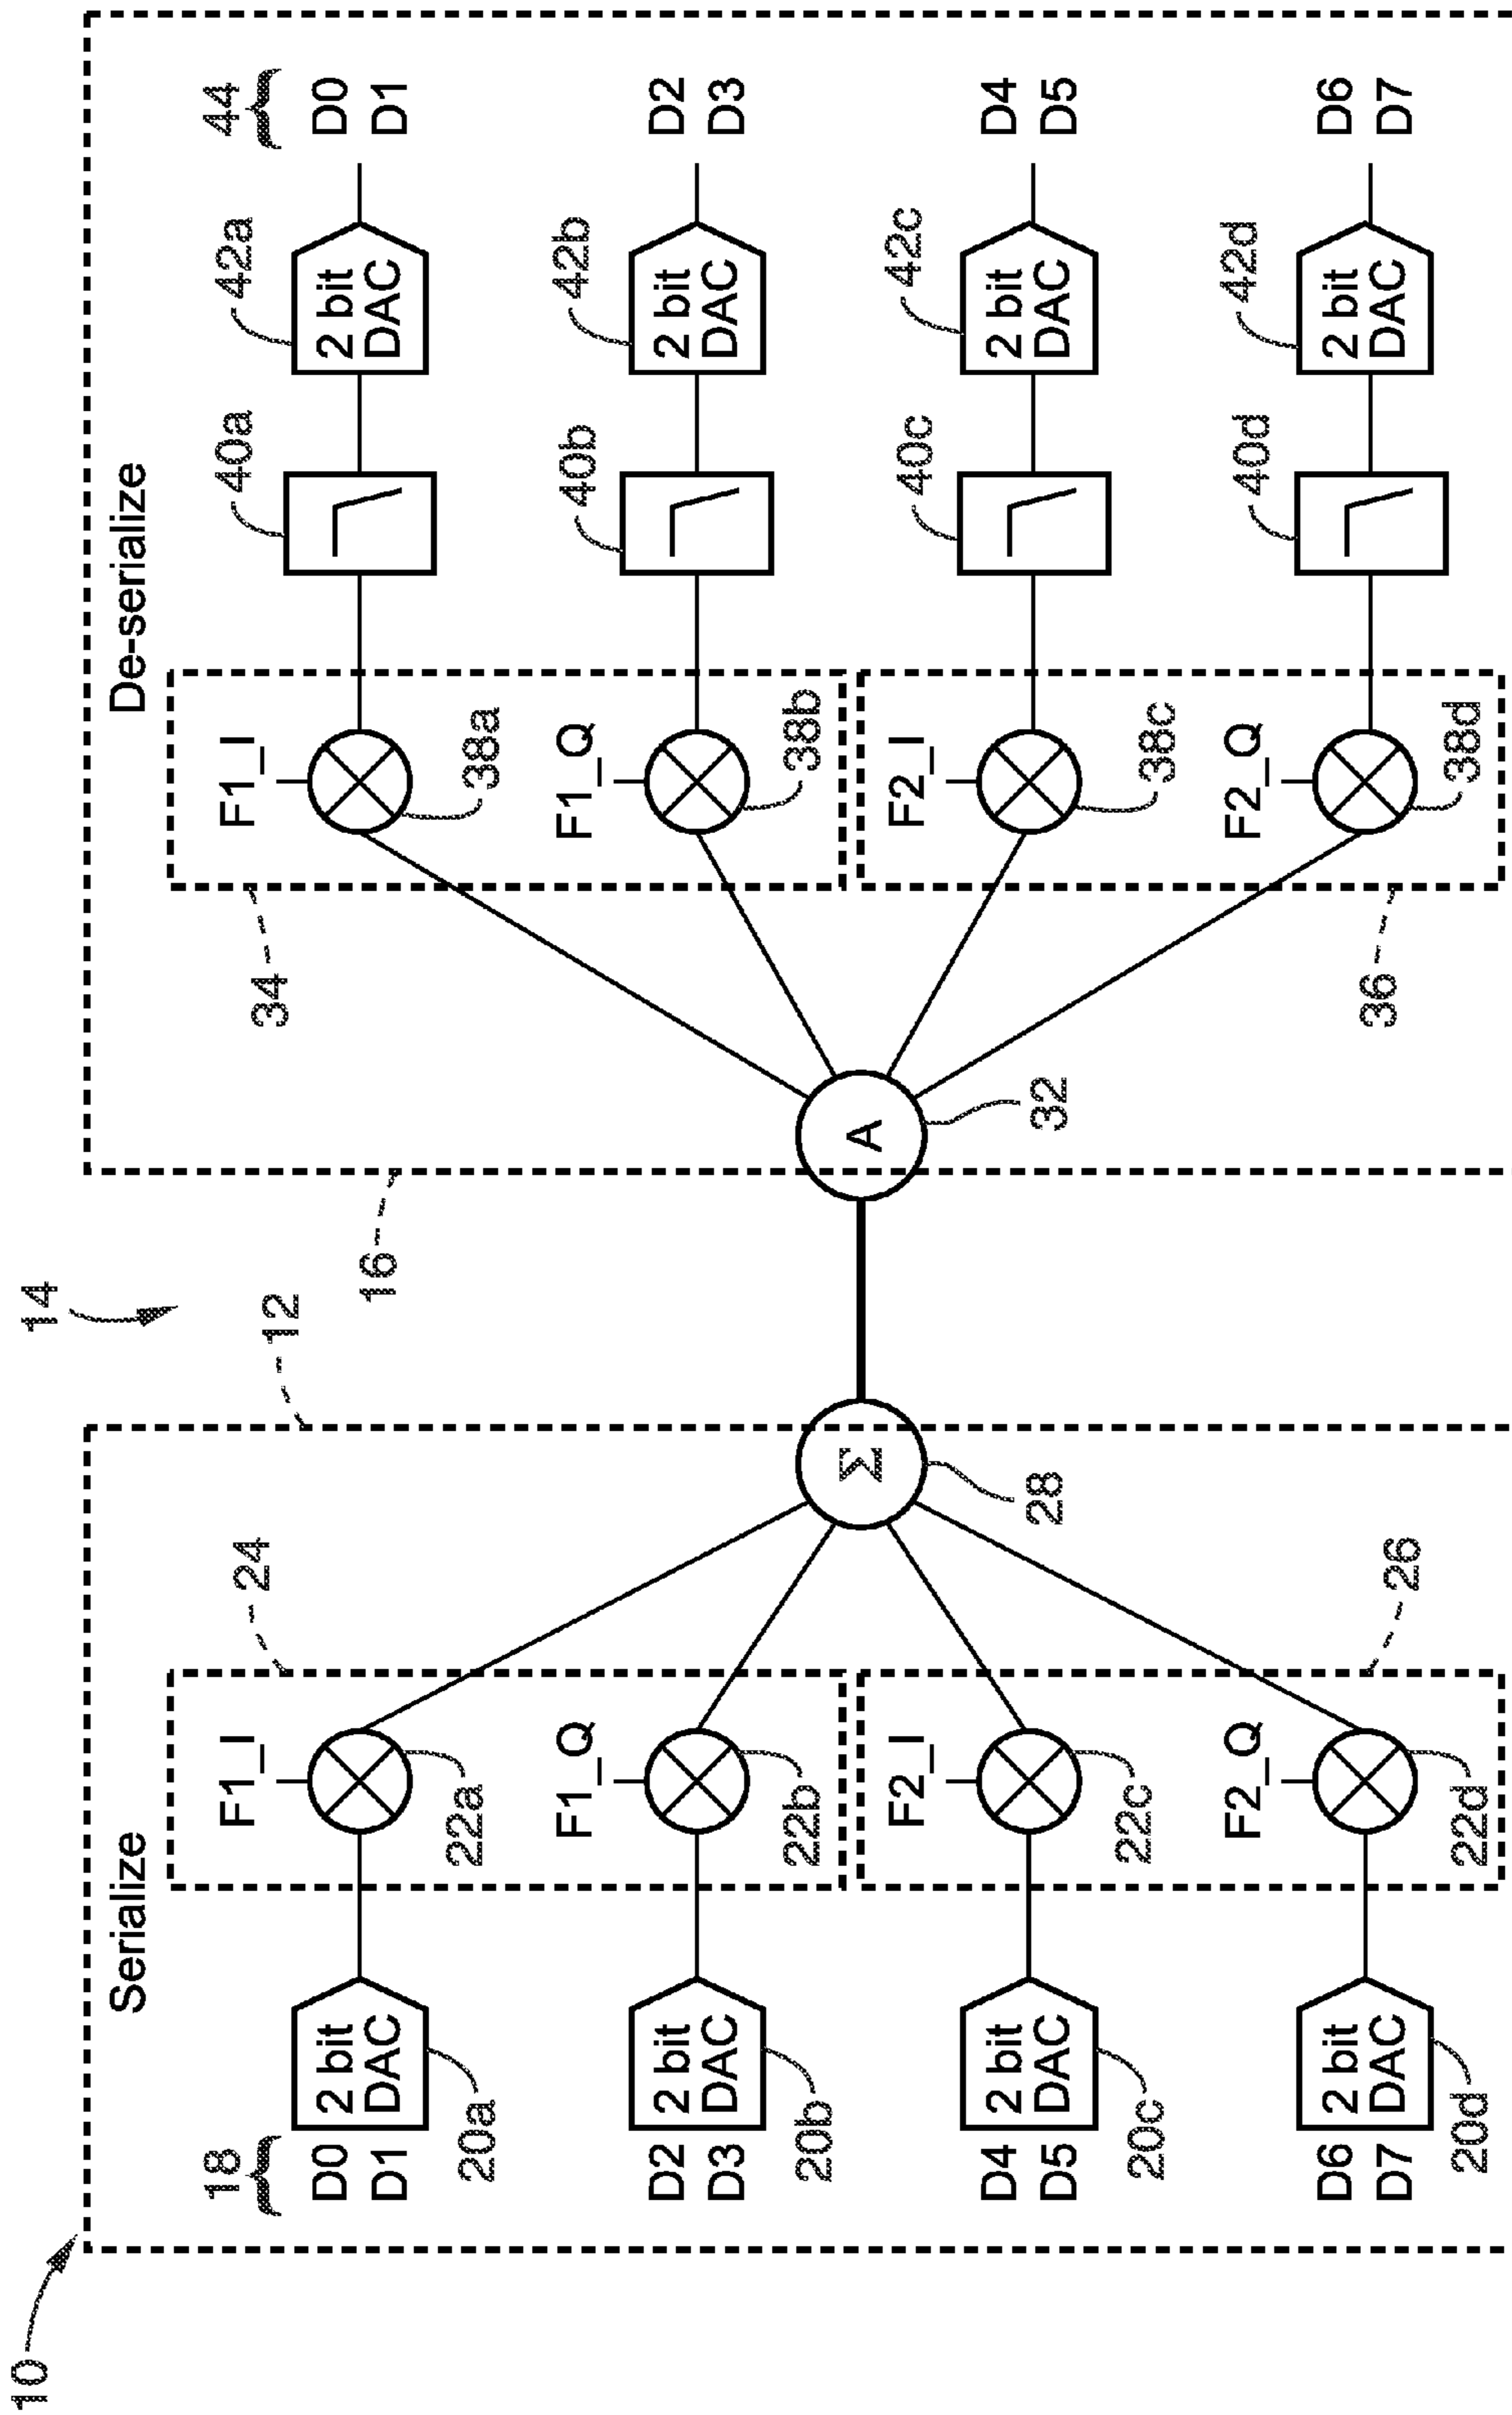 10
14
12
16
Serialize
18
D0
D1
2 bit
DAC
20a
F1_I
22a
24
D2
D3
2 bit
DAC
20b
F1_Q
22b
D4
D5
2 bit
DAC
20c
F2_I
22c
26
D6
D7
2 bit
DAC
20d
F2_Q
22d
Σ
28
A
32
De-serialize
34
F1_I
38a
40a
2 bit
DAC
42a
44
D0
D1
F1_Q
38b
40b
2 bit
DAC
42b
D2
D3
36
F2_I
38c
40c
2 bit
DAC
42c
D4
D5
F2_Q
38d
40d
2 bit
DAC
42d
D6
D7